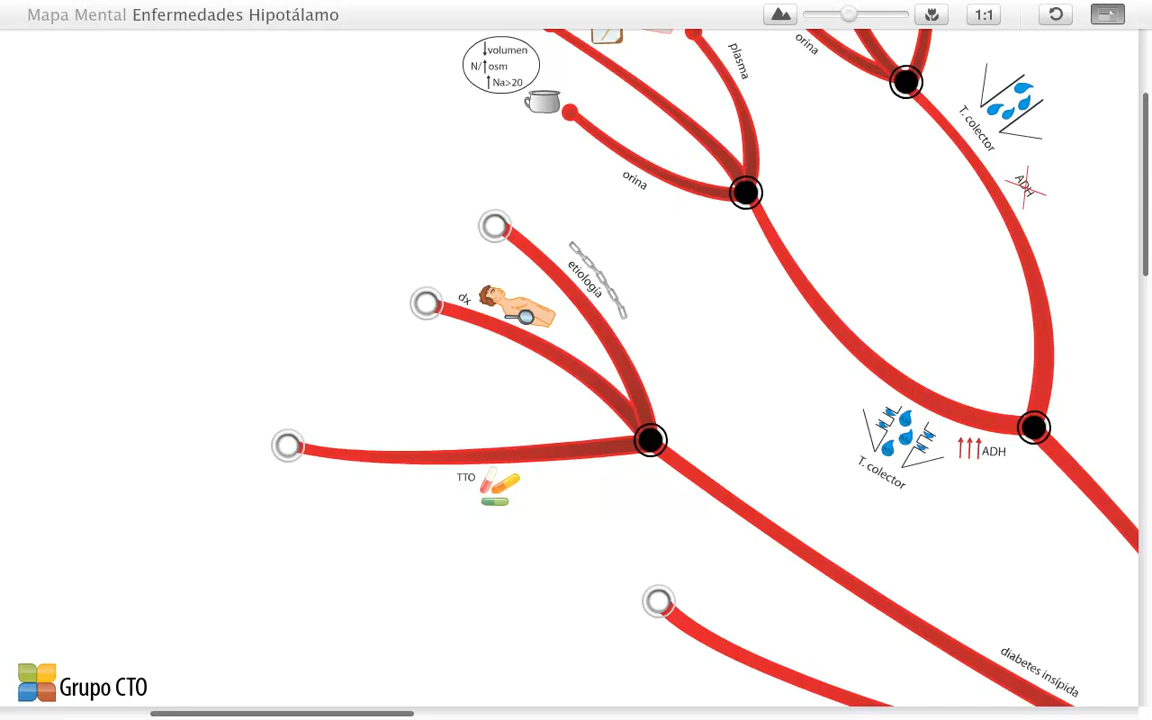 Mapa Mental Enfermedades Hipotálamo
1:1
↓volumen
N/↑osm
↑Na>20
orina
plasma
orina
T. colector
ADH
etiología
dx
TTO
T. colector
↑↑↑ADH
diabetes insípida
Grupo CTO